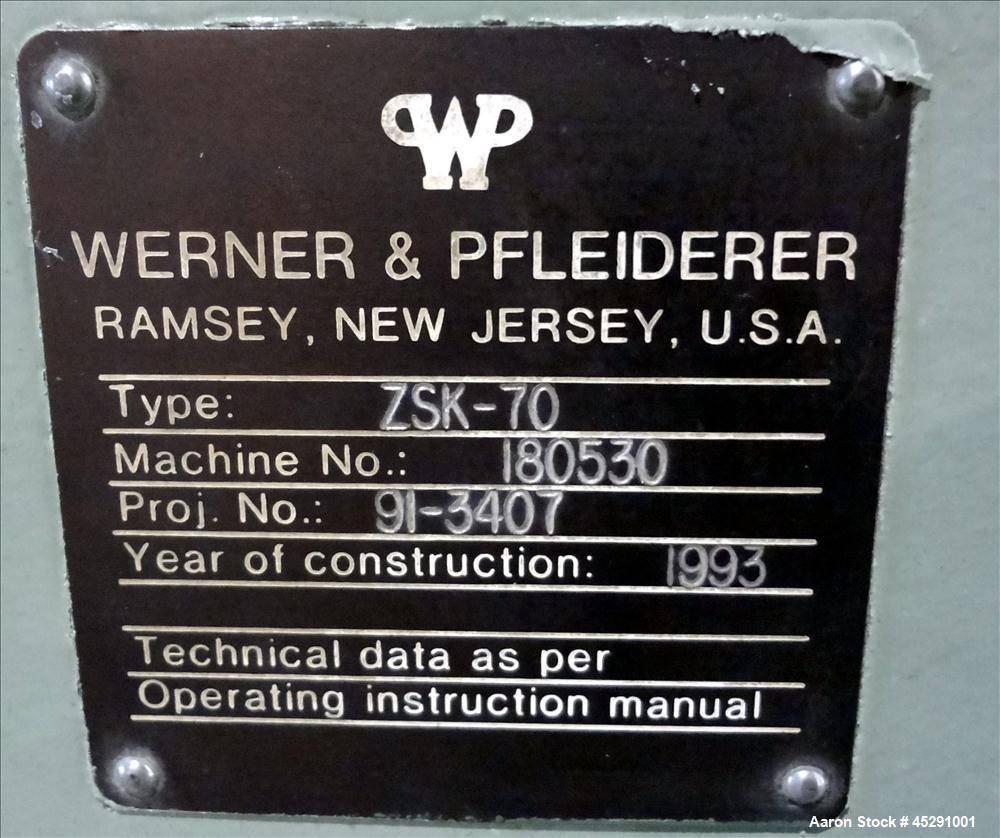 WP
WERNER & PFLEIDERER
RAMSEY, NEW JERSEY, U.S.A.
Type: ZSK-70
Machine No.: 180530
Proj. No.: 91-3407
Year of construction: 1993
Technical data as per
Operating instruction manual
Aaron Stock # 45291001